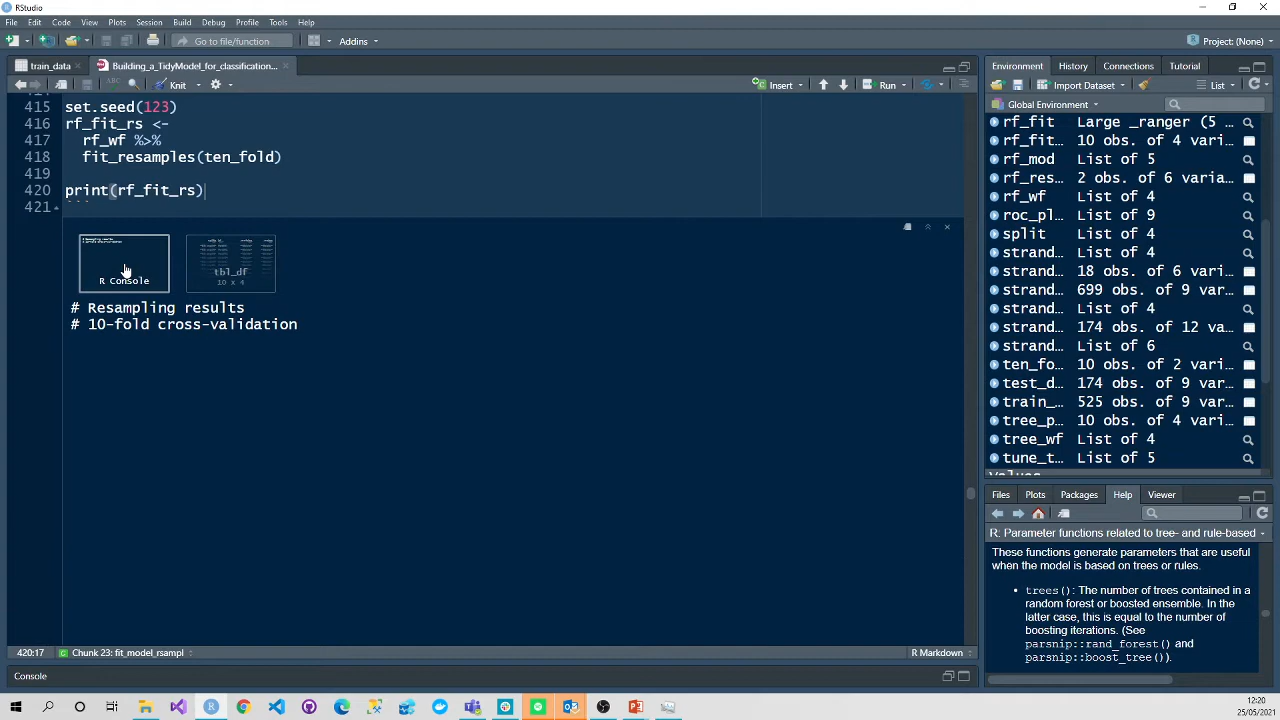 RStudio
File Edit Code View Plots Session Build Debug Profile Tools Help
Go to file/function Addins Project: (None)
train_data Building_a_TidyModel_for_classification... Environment History Connections Tutorial
Knit Insert Run Import Dataset List
415 set.seed(123)
416 rf_fit_rs <-
417 rf_wf %>%
418 fit_resamples(ten_fold)
419
420 print(rf_fit_rs)
421 ```
R Console
tbl_df
10 x 4
# Resampling results
# 10-fold cross-validation
Global Environment
rf_fit Large _ranger (5 …
rf_fit… 10 obs. of 4 vari…
rf_mod List of 5
rf_res… 2 obs. of 6 varia…
rf_wf List of 4
roc_pl… List of 9
split List of 4
strand… List of 4
strand… 18 obs. of 6 vari…
strand… 699 obs. of 9 var…
strand… List of 4
strand… 174 obs. of 12 va…
strand… List of 6
ten_fo… 10 obs. of 2 vari…
test_d… 174 obs. of 9 var…
train_… 525 obs. of 9 var…
tree_p… 10 obs. of 4 vari…
tree_wf List of 4
tune_t… List of 5
Values
Files Plots Packages Help Viewer
R: Parameter functions related to tree- and rule-based
These functions generate parameters that are useful
when the model is based on trees or rules.
• trees(): The number of trees contained in a
random forest or boosted ensemble. In the
latter case, this is equal to the number of
boosting iterations. (See
parsnip::rand_forest() and
parsnip::boost_tree()).
420:17 Chunk 23: fit_model_rsampl R Markdown
Console
12:20
25/05/2021